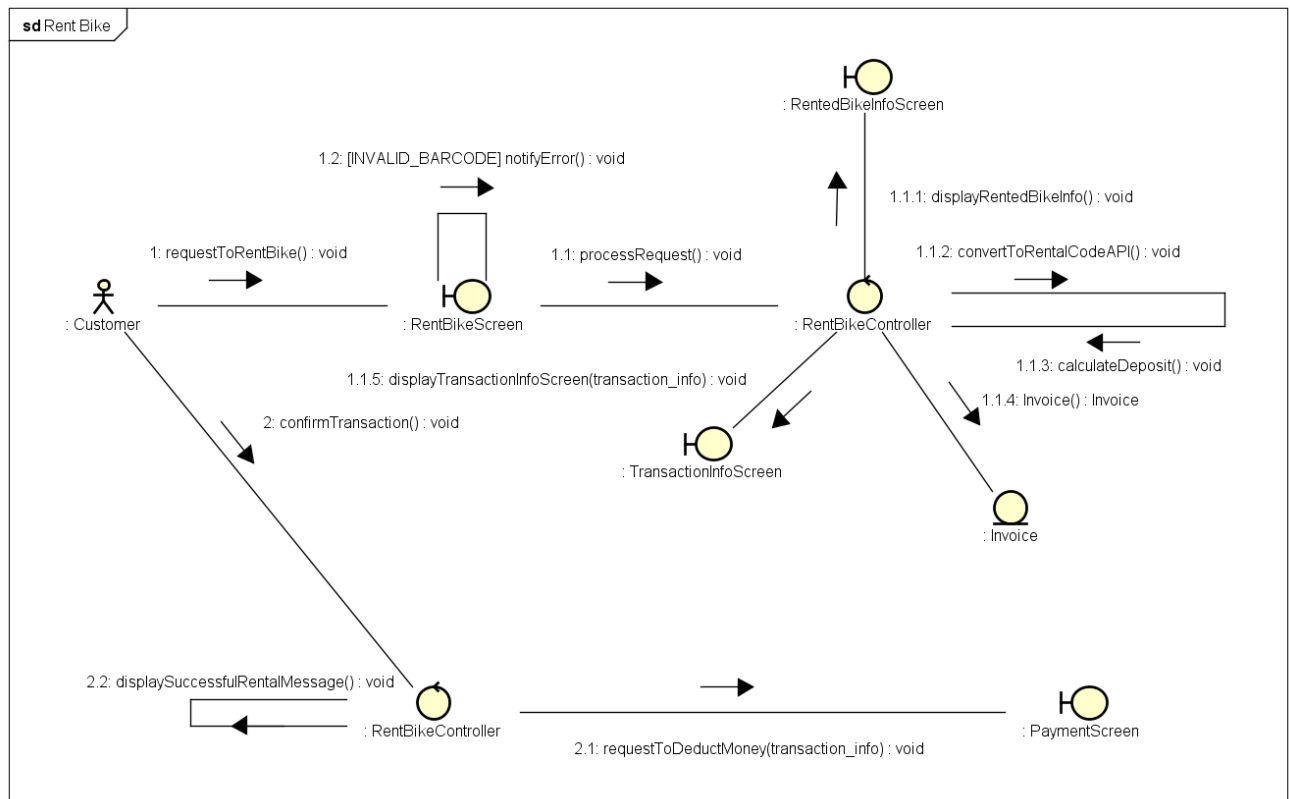 sd Rent Bike
: RentedBikeInfoScreen
1.2: [INVALID_BARCODE] notifyError() : void
1.1.1: displayRentedBikeInfo() : void
1: requestToRentBike() : void
1.1: processRequest() : void
1.1.2: convertToRentalCodeAPI() : void
: Customer
: RentBikeScreen
: RentBikeController
1.1.3: calculateDeposit() : void
1.1.5: displayTransactionInfoScreen(transaction_info) : void
1.1.4: Invoice() : Invoice
2: confirmTransaction() : void
: TransactionInfoScreen
: Invoice
2.2: displaySuccessfulRentalMessage() : void
: RentBikeController
: PaymentScreen
2.1: requestToDeductMoney(transaction_info) : void